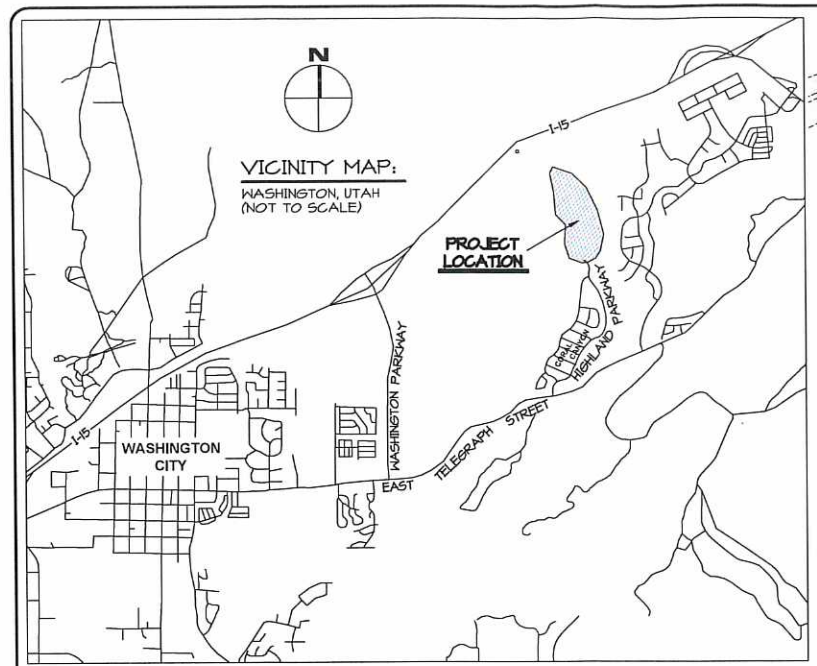 N
VICINITY MAP:
WASHINGTON, UTAH
(NOT TO SCALE)
I-15
PROJECT
LOCATION
HIGHLAND PARKWAY
CORAL
CANYON
WASHINGTON PARKWAY
I-15
WASHINGTON
CITY
EAST TELEGRAPH STREET